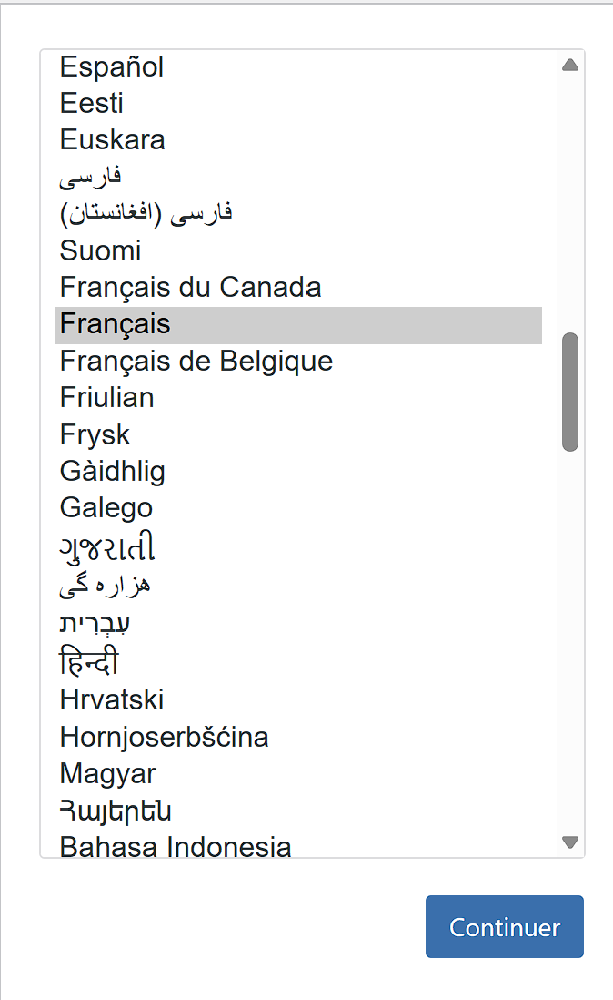 Español
Eesti
Euskara
فارسی
فارسی (افغانستان)
Suomi
Français du Canada
Français
Français de Belgique
Friulian
Frysk
Gàidhlig
Galego
ગુજરાતી
هزاره گی
עִבְרִית
हिन्दी
Hrvatski
Hornjoserbšćina
Magyar
Հայերեն
Bahasa Indonesia
Continuer